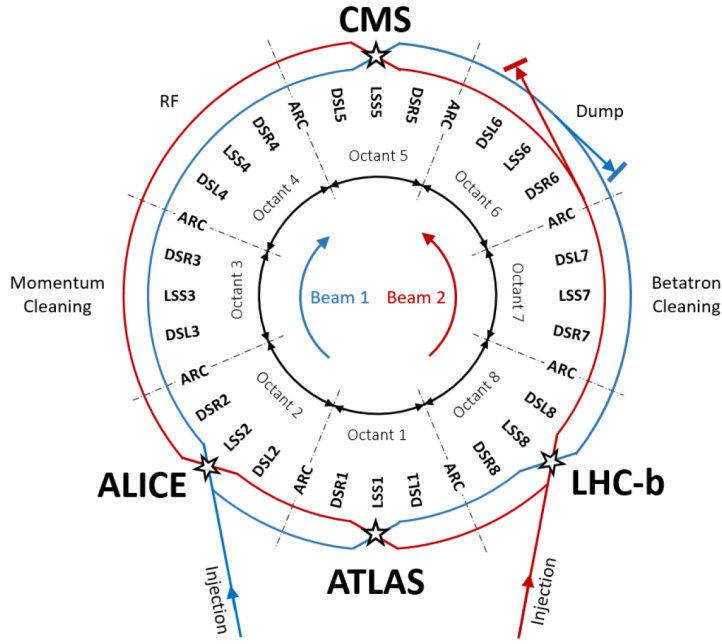 CMS
RF
Dump
ARC
DSL5
LSS5
DSR5
ARC
DSR4
LSS4
DSL4
DSL6
LSS6
DSR6
Octant 5
Octant 4
Octant 6
ARC
ARC
DSR3
LSS3
DSL3
Octant 3
Octant 7
DSL7
LSS7
DSR7
Momentum
Cleaning
Betatron
Cleaning
Beam 1
Beam 2
ARC
ARC
Octant 2
Octant 8
Octant 1
DSR2
LSS2
DSL2
DSL8
LSS8
DSR8
ARC
DSR1
LSS1
DSL1
ARC
ALICE
LHC-b
ATLAS
Injection
Injection